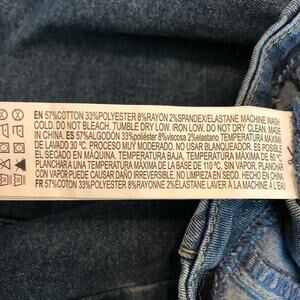 EN 57%COTTON 33%POLYESTER 8%RAYON 2%SPANDEX/ELASTANE MACHINE WASH
COLD. DO NOT BLEACH. TUMBLE DRY LOW. IRON LOW. DO NOT DRY CLEAN. MADE
IN CHINA. ES 57%ALGODÓN 33%poliéster 8%viscosa 2%elastano TEMPERATURA MÁXIMA
DE LAVADO 30 ºC. PROCESO MUY MODERADO. NO USAR BLANQUEADOR. ES POSIBLE
EL SECADO EN MÁQUINA. TEMPERATURA BAJA, TEMPERATURA MÁXIMA DE 60 ºC.
PLANCHAR A TEMPERATURA MÁXIMA DE LA BASE DE 110 ºC, SIN VAPOR. PLANCHAR
CON VAPOR PUEDE CAUSAR DAÑO IRREVERSIBLE. NO LIMPIEZA EN SECO. HECHO EN CHINA.
FR 57%COTON 33%POLYESTER 8%RAYONNE 2%ÉLASTHANNE LAVER À LA MACHINE À L'EAU